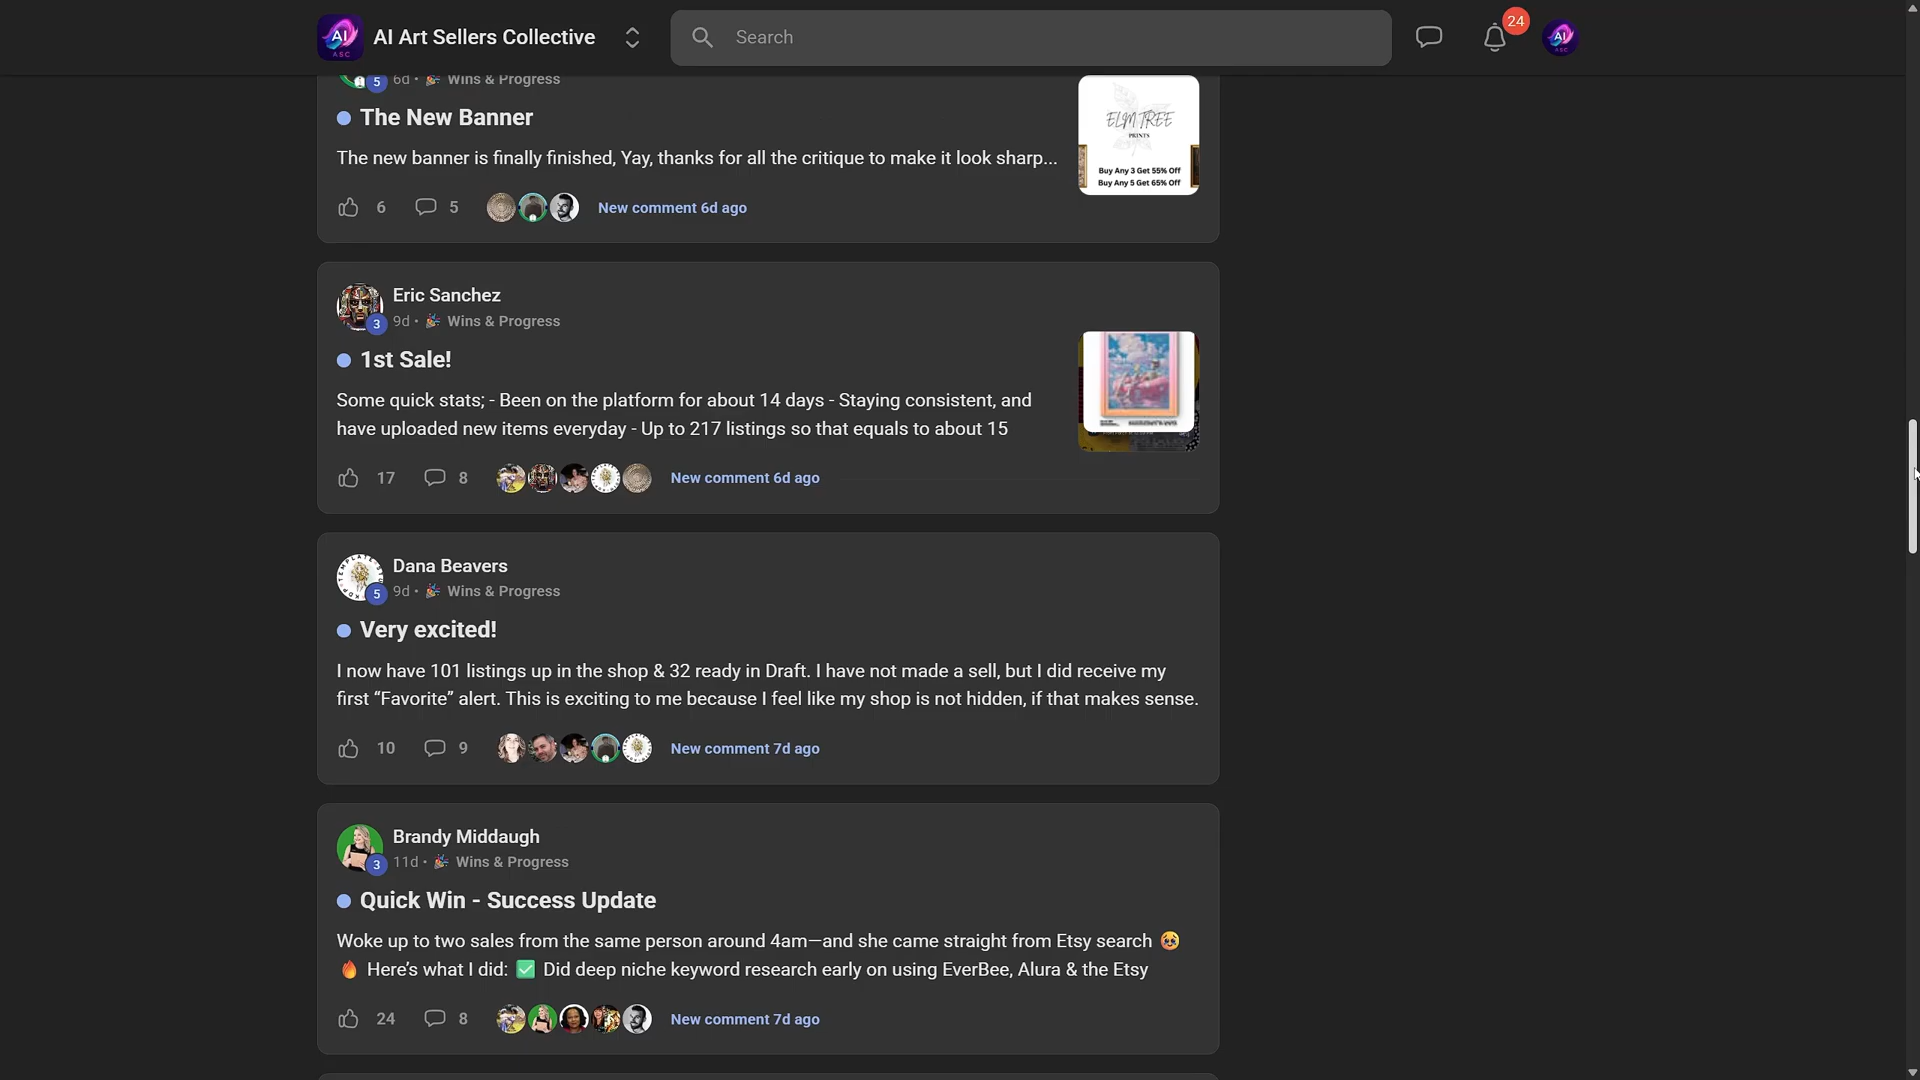 AI
ASC
AI Art Sellers Collective
Search
24
AI
ASC
5
6d • Wins & Progress
The New Banner
The new banner is finally finished, Yay, thanks for all the critique to make it look sharp...
ELM TREE
PRINTS
Buy Any 3 Get 55% Off
Buy Any 5 Get 65% Off
6
5
New comment 6d ago
Eric Sanchez
3
9d • Wins & Progress
1st Sale!
Some quick stats; - Been on the platform for about 14 days - Staying consistent, and
have uploaded new items everyday - Up to 217 listings so that equals to about 15
17
8
New comment 6d ago
Dana Beavers
5
9d • Wins & Progress
Very excited!
I now have 101 listings up in the shop & 32 ready in Draft. I have not made a sell, but I did receive my
first “Favorite” alert. This is exciting to me because I feel like my shop is not hidden, if that makes sense.
10
9
New comment 7d ago
Brandy Middaugh
3
11d • Wins & Progress
Quick Win - Success Update
Woke up to two sales from the same person around 4am—and she came straight from Etsy search 🥹
🔥 Here’s what I did: ✅ Did deep niche keyword research early on using EverBee, Alura & the Etsy
24
8
New comment 7d ago